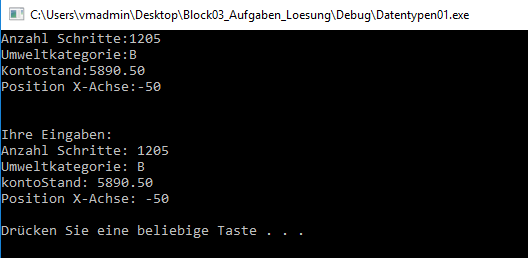 C:\Users\vmadmin\Desktop\Block03_Aufgaben_Loesung\Debug\Datentypen01.exe
Anzahl Schritte:1205
Umweltkategorie:B
Kontostand:5890.50
Position X-Achse:-50
Ihre Eingaben:
Anzahl Schritte: 1205
Umweltkategorie: B
kontoStand: 5890.50
Position X-Achse: -50
Drücken Sie eine beliebige Taste . . .